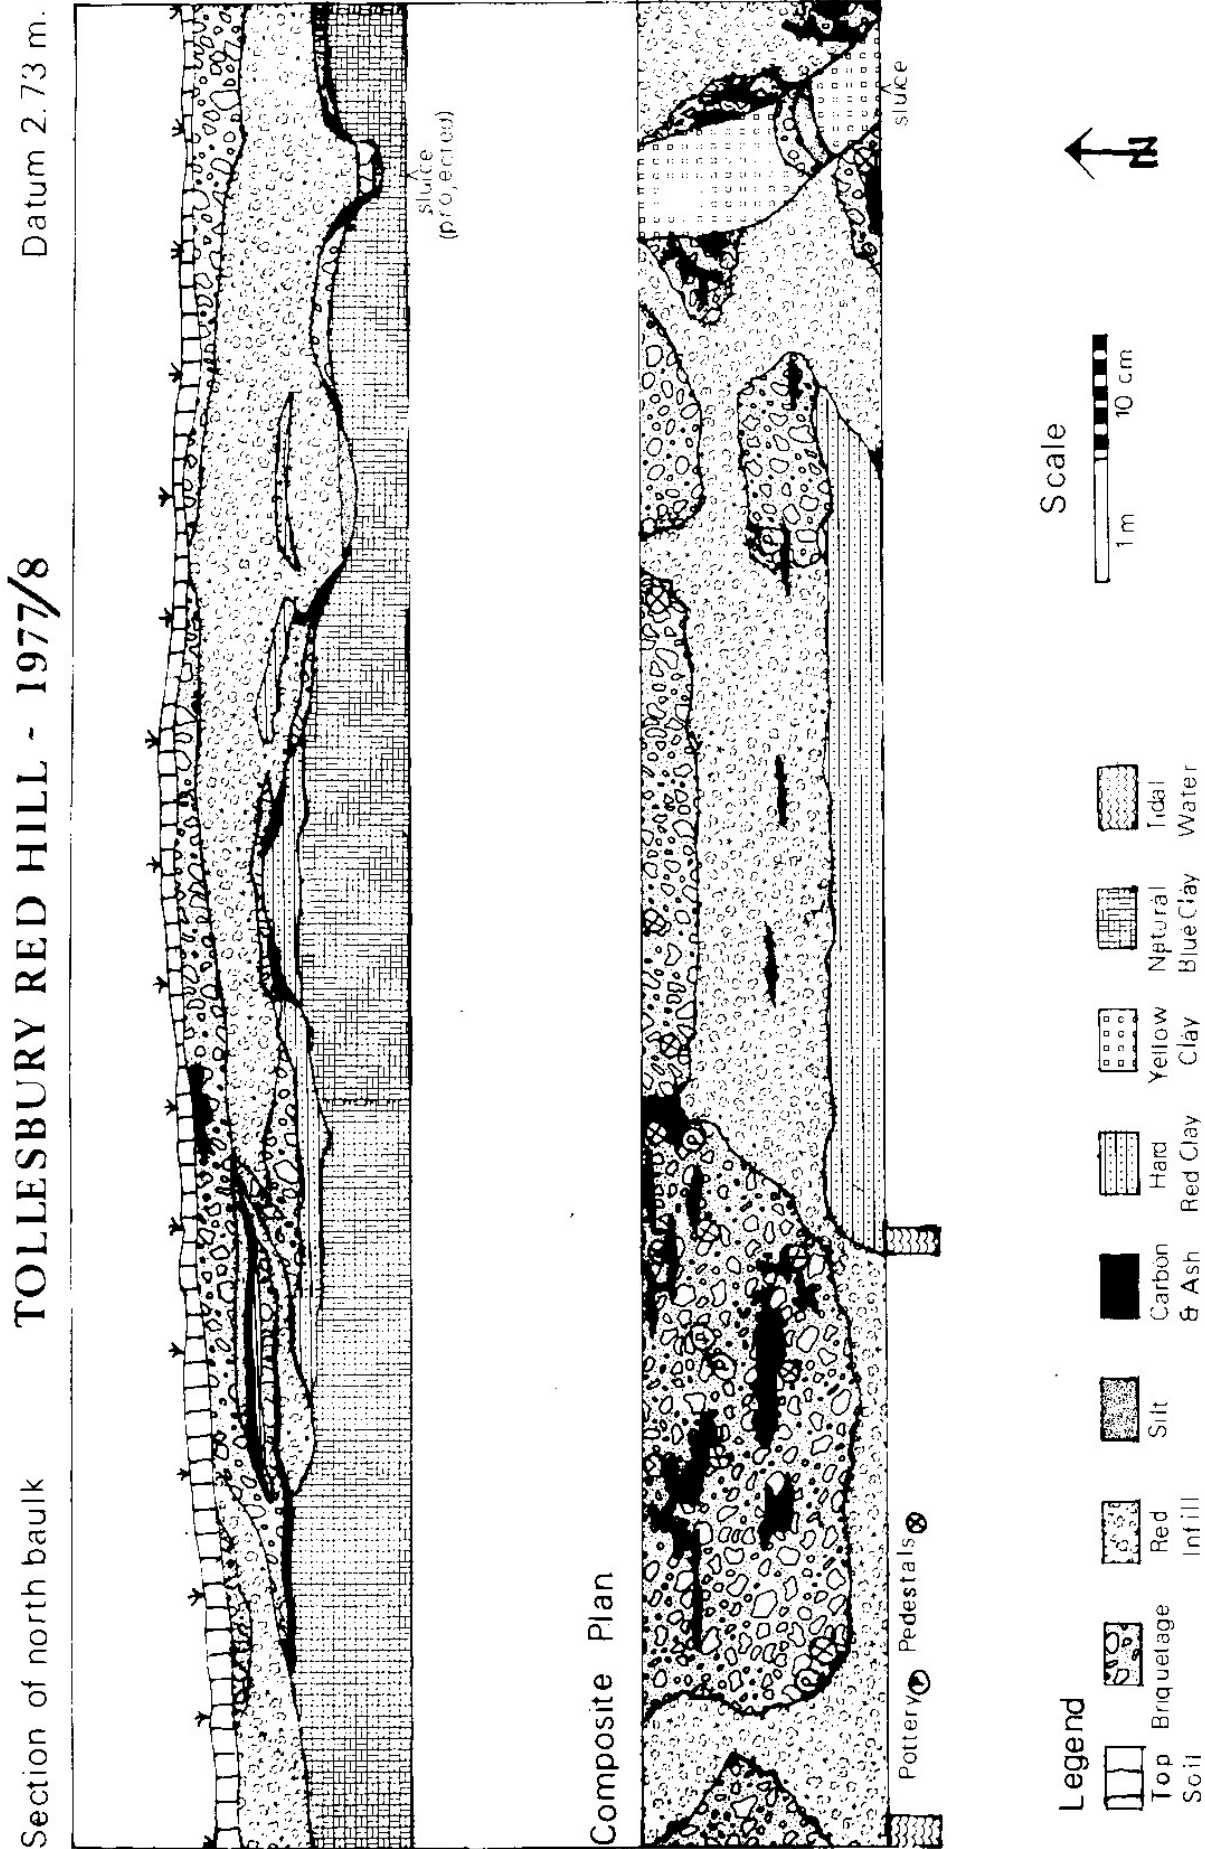 TOLLESBURY RED HILL - 1977/8
Section of north baulk
Datum 2.73 m.
sluice
(projected)
Composite Plan
sluice
Pottery
Pedestals
Legend
Top
Soil
Briquetage
Red
Infill
Silt
Carbon
& Ash
Hard
Red Clay
Yellow
Clay
Natural
Blue Clay
Tidal
Water
Scale
1 m
10 cm
N